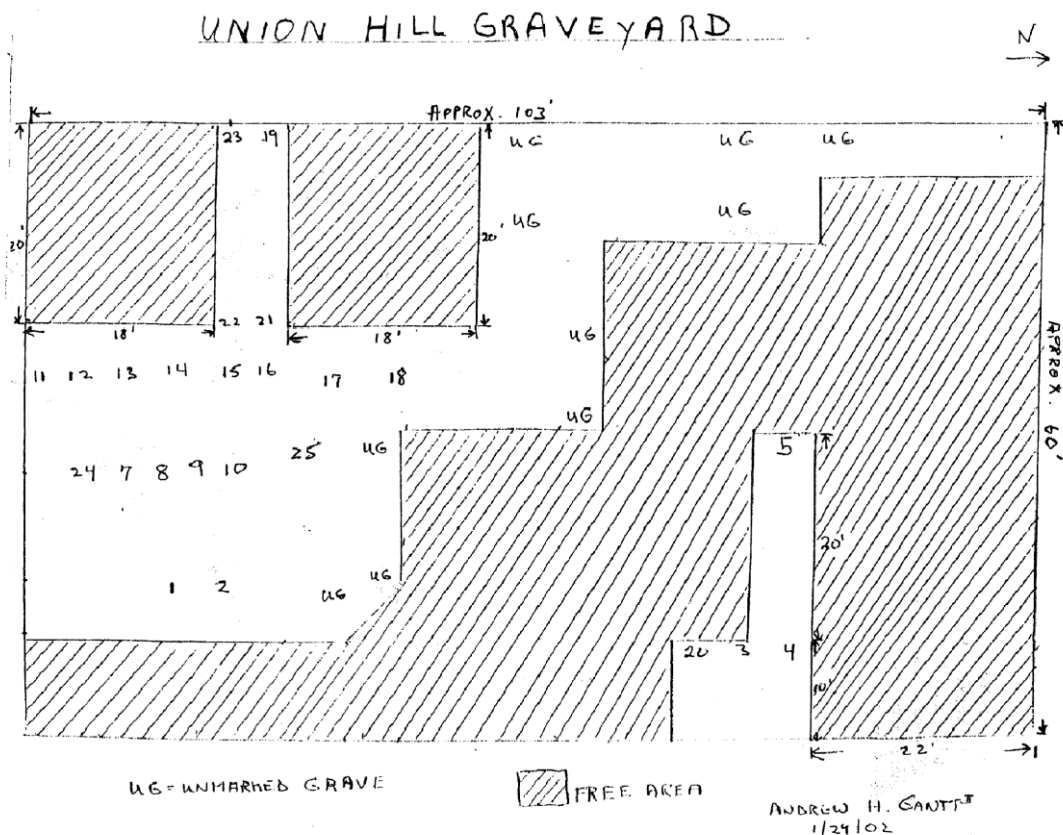 UNION HILL GRAVEYARD
N
APPROX. 103'
23 19
UG UG UG
UG UG
20' 20'
22 21
18' 18'
UG
APPROX. 60'
11 12 13 14 15 16 17 18
UG
5
25 UG
24 7 8 9 10
20'
1 2 UG UG
20 3 4
10'
22'
UG = UNMARKED GRAVE
FREE AREA
ANDREW H. GANTT II
1/24/02